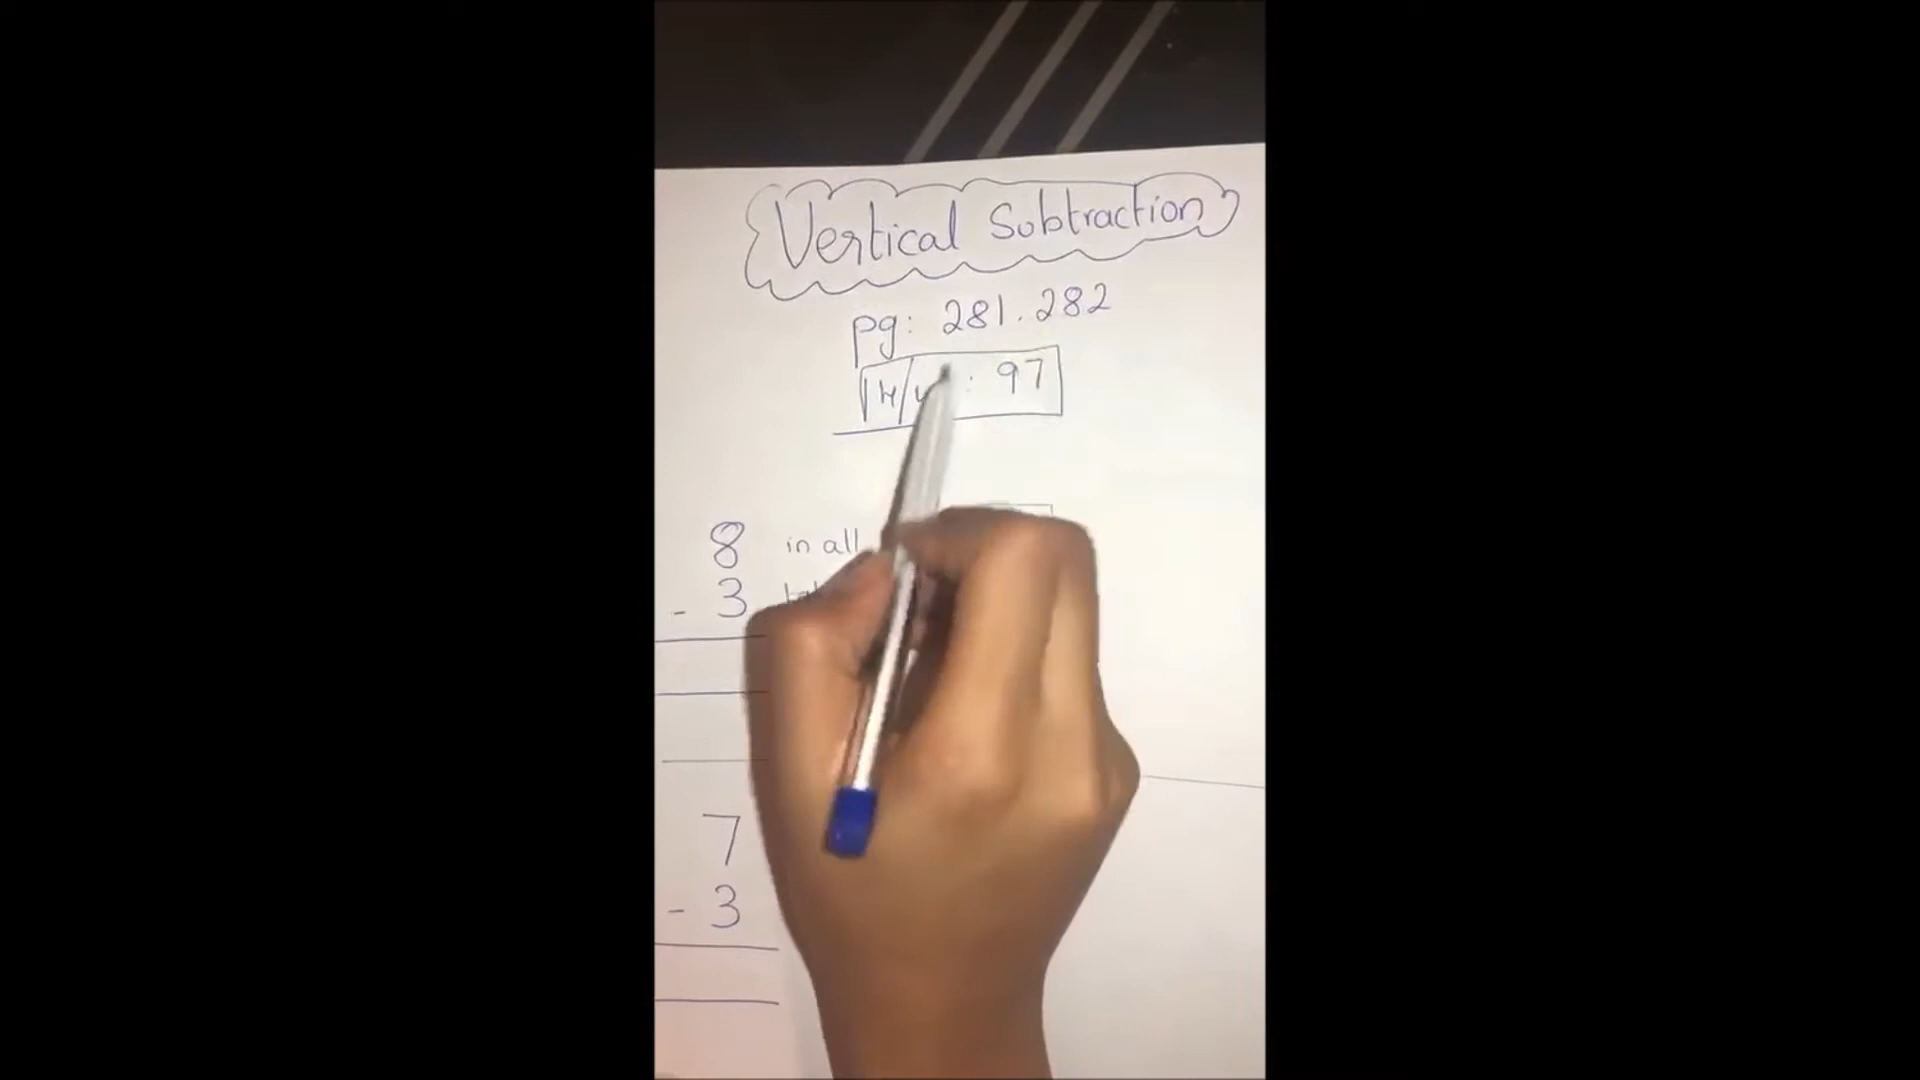 Vertical Subtraction
pg: 281.282
: 97
8 in all
- 3
7
- 3